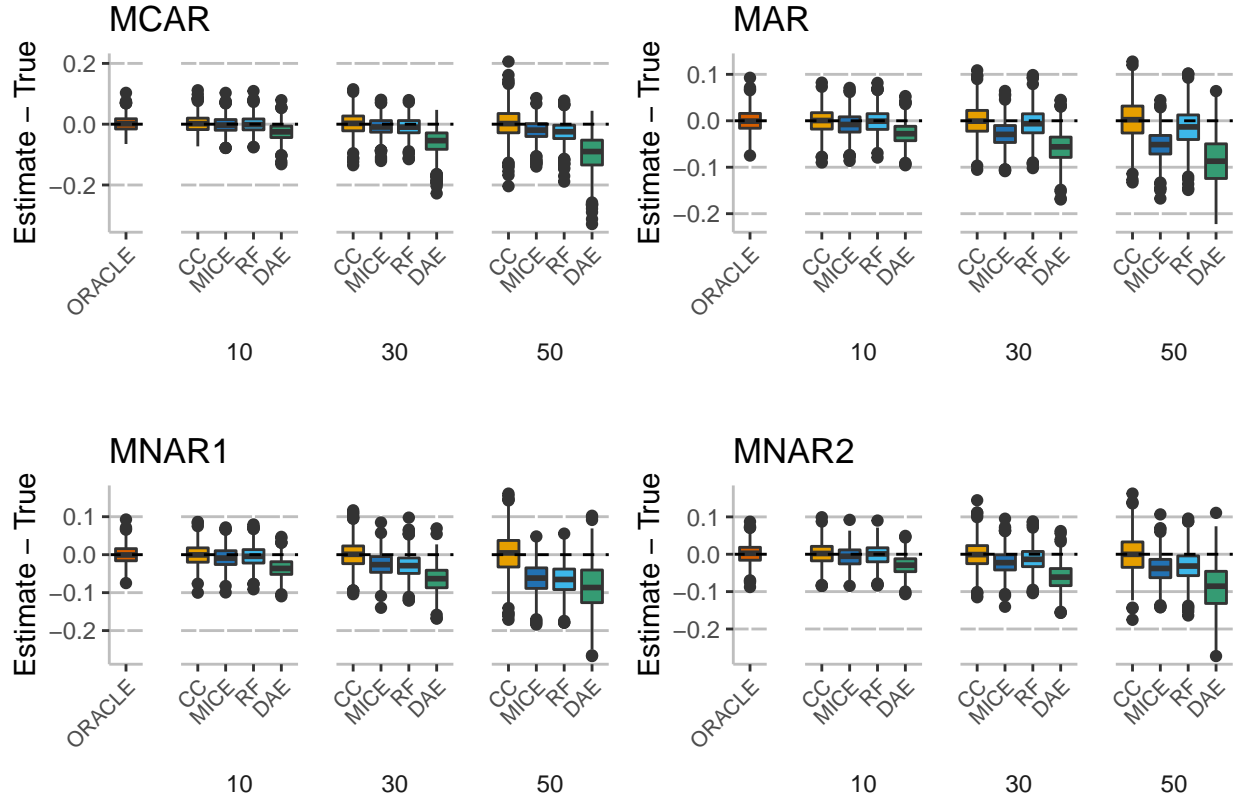 MCAR
Estimate – True
0.2
0.0
−0.2
ORACLE
CC
MICE
RF
DAE
CC
MICE
RF
DAE
CC
MICE
RF
DAE
10
30
50
MAR
Estimate – True
0.1
0.0
−0.1
−0.2
ORACLE
CC
MICE
RF
DAE
CC
MICE
RF
DAE
CC
MICE
RF
DAE
10
30
50
MNAR1
Estimate – True
0.1
0.0
−0.1
−0.2
ORACLE
CC
MICE
RF
DAE
CC
MICE
RF
DAE
CC
MICE
RF
DAE
10
30
50
MNAR2
Estimate – True
0.1
0.0
−0.1
−0.2
ORACLE
CC
MICE
RF
DAE
CC
MICE
RF
DAE
CC
MICE
RF
DAE
10
30
50